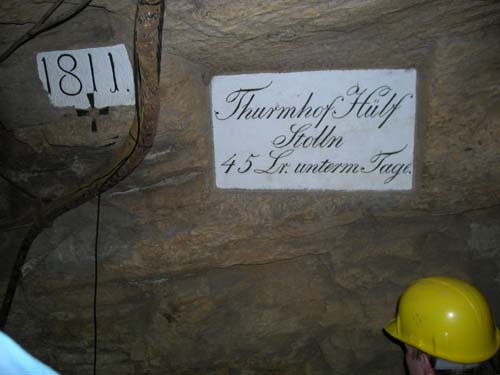 1811.
Thurmhof Hülf
Stolln
45 Lr. unterm Tage.